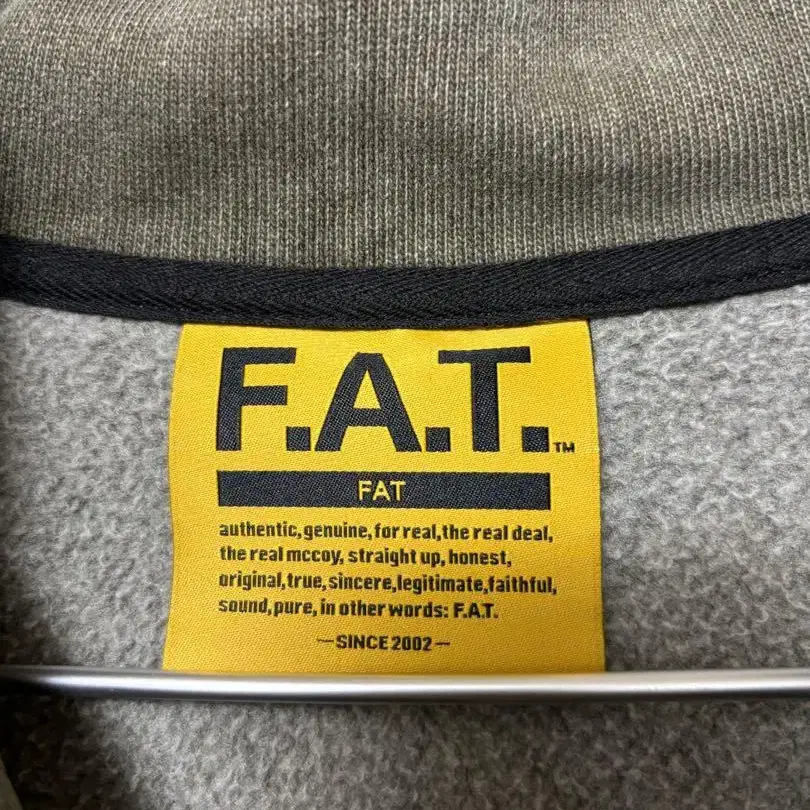 F.A.T.™
FAT
authentic,genuine,for real,the real deal,
the real mccoy, straight up, honest,
original,true,sincere,legitimate,faithful,
sound,pure, in other words: F.A.T.
—SINCE 2002—